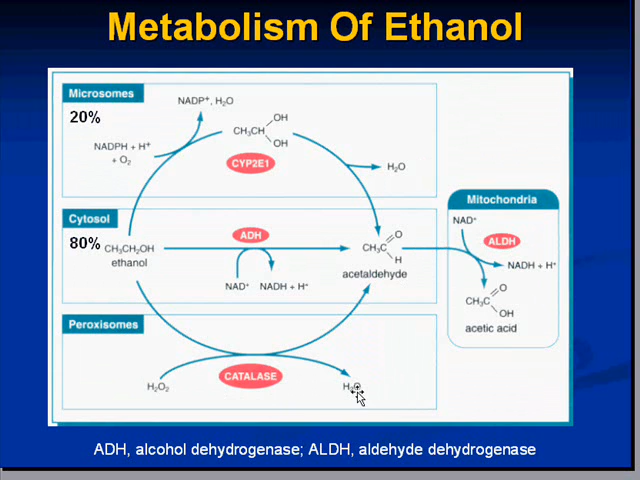 Metabolism Of Ethanol
Microsomes
20%
NADP⁺, H₂O
NADPH + H⁺
+ O₂
OH
CH₃CH
OH
CYP2E1
H₂O
Mitochondria
NAD⁺
ALDH
NADH + H⁺
O
CH₃C
OH
acetic acid
Cytosol
80%
CH₃CH₂OH
ethanol
ADH
NAD⁺
NADH + H⁺
O
CH₃C
H
acetaldehyde
Peroxisomes
H₂O₂
CATALASE
H₂O
ADH, alcohol dehydrogenase; ALDH, aldehyde dehydrogenase